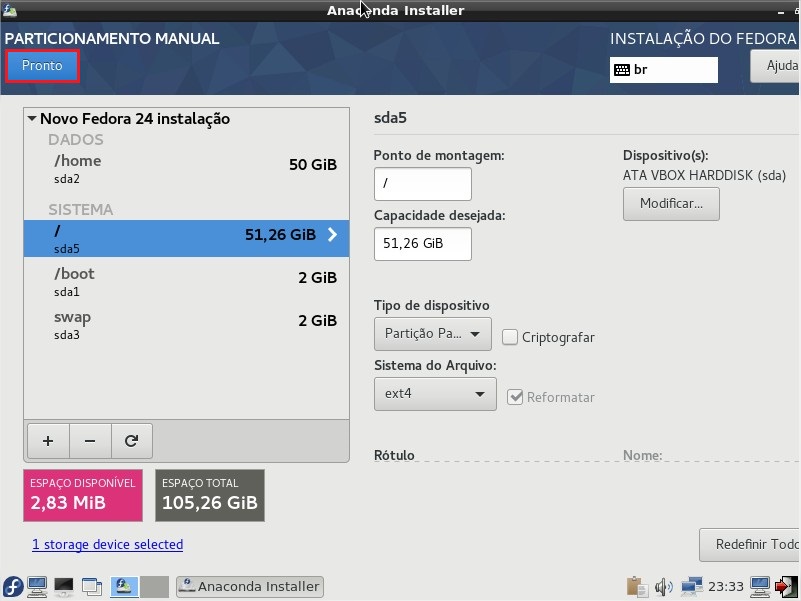 Anaconda Installer
PARTICIONAMENTO MANUAL
INSTALAÇÃO DO FEDORA
Pronto
br
Ajuda
Novo Fedora 24 instalação
DADOS
/home
50 GiB
sda2
SISTEMA
/
51,26 GiB
sda5
/boot
2 GiB
sda1
swap
2 GiB
sda3
+ −
ESPAÇO DISPONÍVEL
2,83 MiB
ESPAÇO TOTAL
105,26 GiB
1 storage device selected
sda5
Ponto de montagem:
/
Capacidade desejada:
51,26 GiB
Dispositivo(s):
ATA VBOX HARDDISK (sda)
Modificar...
Tipo de dispositivo
Partição Pa...
Criptografar
Sistema do Arquivo:
ext4
Reformatar
Rótulo
Nome:
Redefinir Todo
Anaconda Installer
23:33